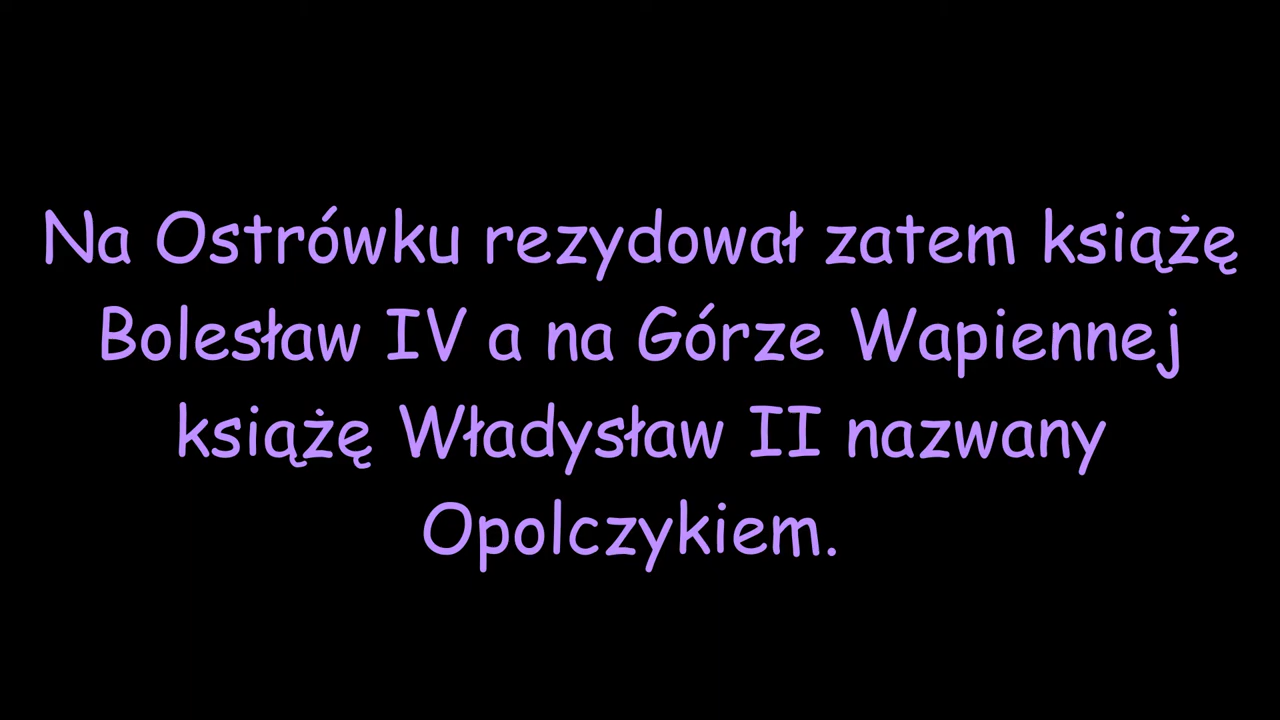 Na Ostrówku rezydował zatem książę
Bolesław IV a na Górze Wapiennej
książę Władysław II nazwany
Opolczykiem.